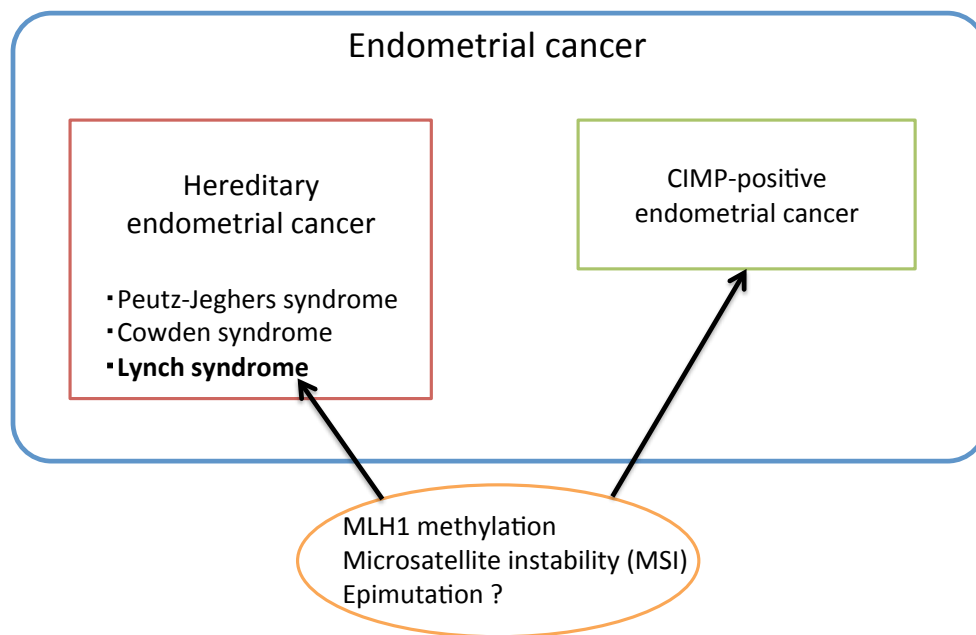 Endometrial cancer
Hereditary
endometrial cancer
・Peutz-Jeghers syndrome
・Cowden syndrome
・Lynch syndrome
CIMP-positive
endometrial cancer
MLH1 methylation
Microsatellite instability (MSI)
Epimutation ?